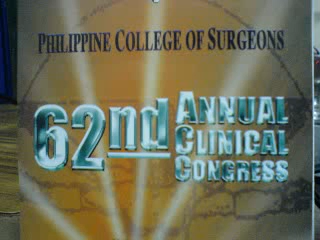 PHILIPPINE COLLEGE OF SURGEONS
62nd ANNUAL
CLINICAL
CONGRESS